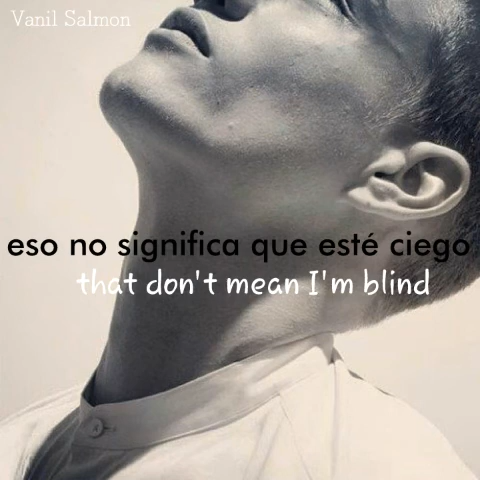 Vanil Salmon
eso no significa que esté ciego
that don't mean I'm blind